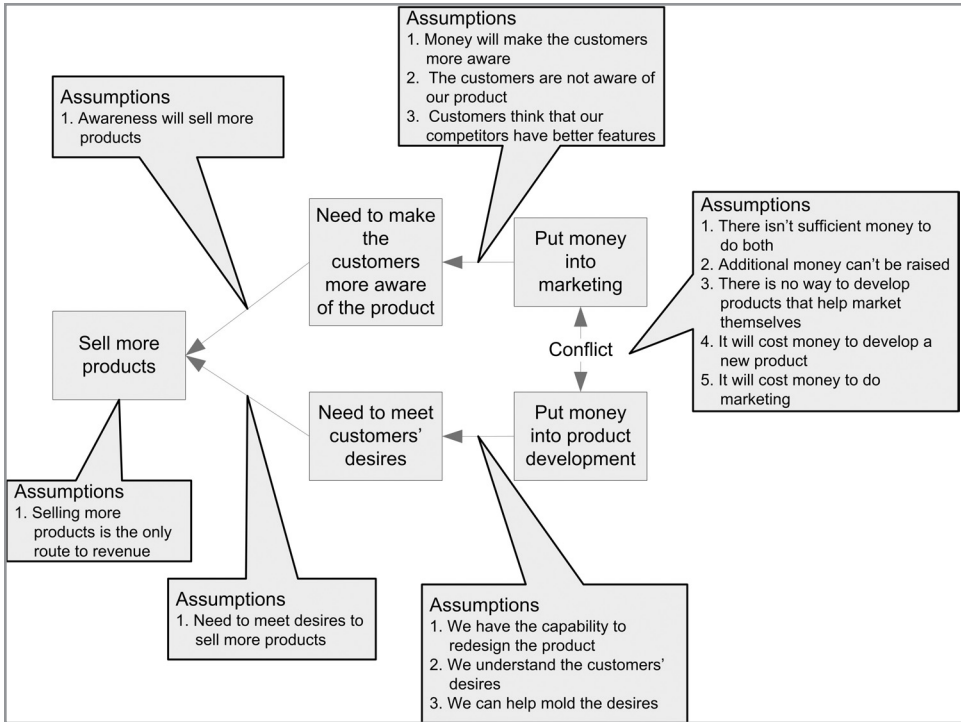 Assumptions
1. Money will make the customers
more aware
2. The customers are not aware of
our product
3. Customers think that our
competitors have better features
Assumptions
1. Awareness will sell more
products
Assumptions
1. There isn’t sufficient money to
do both
2. Additional money can’t be raised
3. There is no way to develop
products that help market
themselves
4. It will cost money to develop a
new product
5. It will cost money to do
marketing
Need to make
the
customers
more aware
of the product
Put money
into
marketing
Sell more
products
Conflict
Need to meet
customers’
desires
Put money
into product
development
Assumptions
1. Selling more
products is the only
route to revenue
Assumptions
1. Need to meet desires to
sell more products
Assumptions
1. We have the capability to
redesign the product
2. We understand the customers’
desires
3. We can help mold the desires